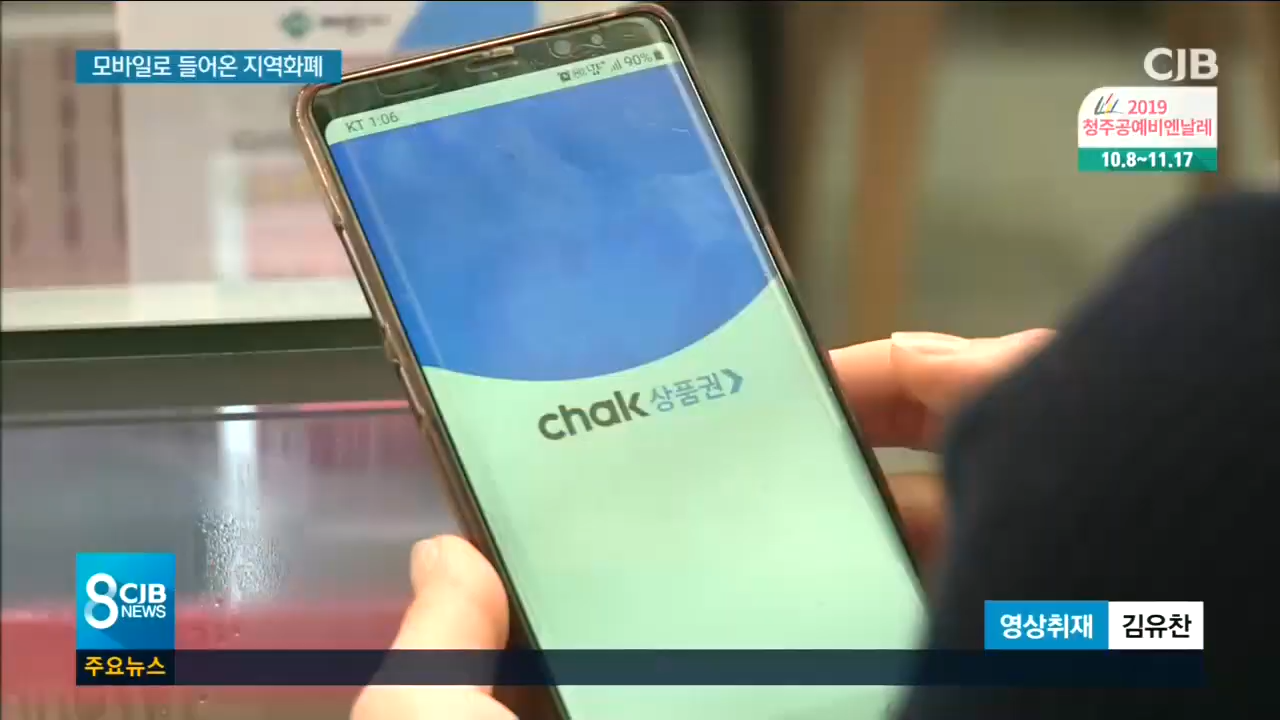 모바일로 들어온 지역화폐
CJB
2019
청주공예비엔날레
10.8~11.17
KT 1:06
90%
chak 상품권
8 CJB
NEWS
영상취재 김유찬
주요뉴스